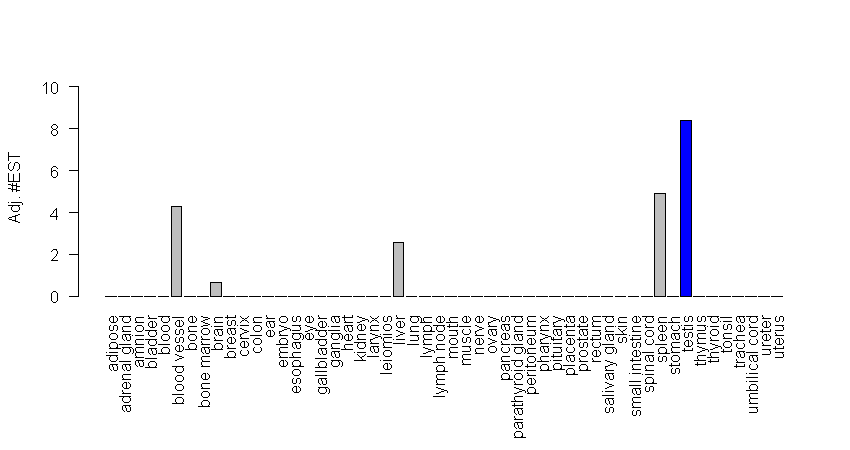 Adj. #EST
10
8
6
4
2
0
adipose
adrenal gland
amnion
bladder
blood
blood vessel
bone
bone marrow
brain
breast
cervix
colon
ear
embryo
esophagus
eye
gallbladder
ganglia
heart
kidney
larynx
leiomios
liver
lung
lymph
lymph node
mouth
muscle
nerve
ovary
pancreas
parathyroid gland
peritoneum
pharynx
pituitary
placenta
prostate
rectum
salivary gland
skin
small intestine
spinal cord
spleen
stomach
testis
thymus
thyroid
tonsil
trachea
umbilical cord
ureter
uterus